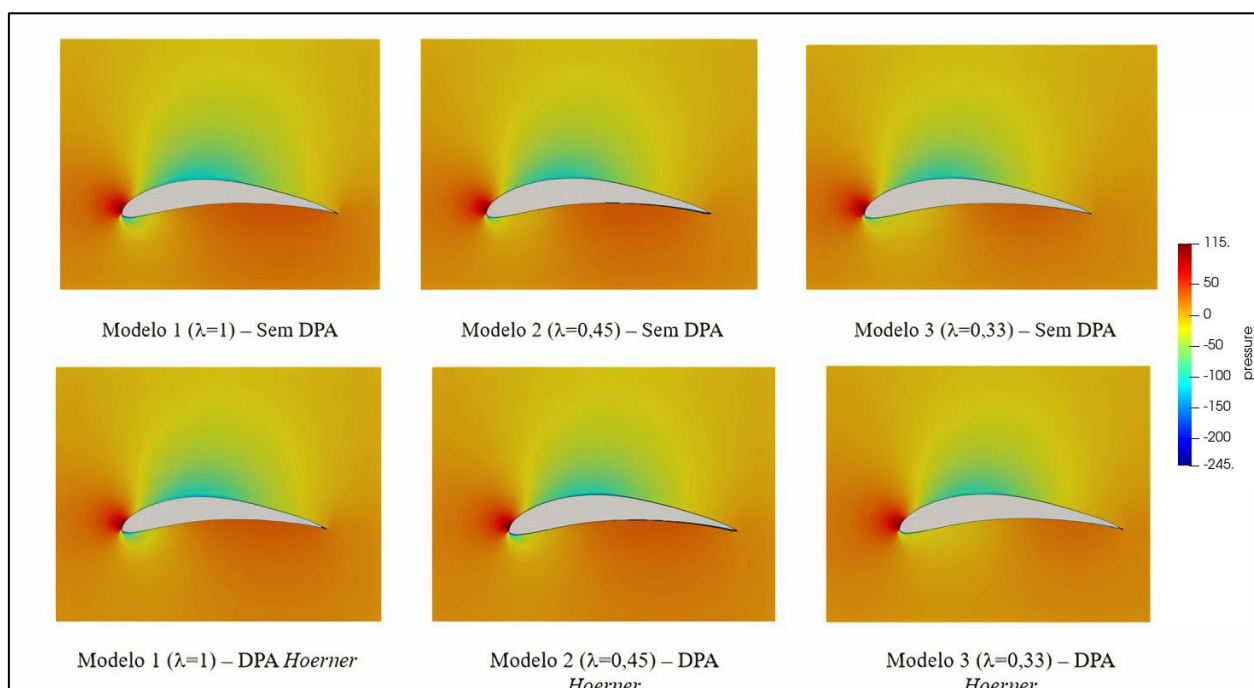 Modelo 1 (λ=1) – Sem DPA
Modelo 2 (λ=0,45) – Sem DPA
Modelo 3 (λ=0,33) – Sem DPA
115.
50
0
-50
-100
-150
-200
-245.
pressure
Modelo 1 (λ=1) – DPA Hoerner
Modelo 2 (λ=0,45) – DPA
Hoerner
Modelo 3 (λ=0,33) – DPA
Hoerner